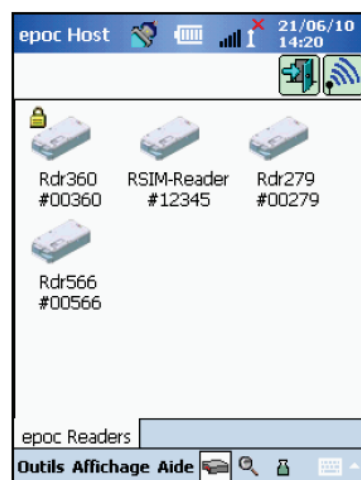 epoc Host 21/06/10
14:20
Rdr360 RSIM-Reader Rdr279
#00360 #12345 #00279
Rdr566
#00566
epoc Readers
Outils Affichage Aide